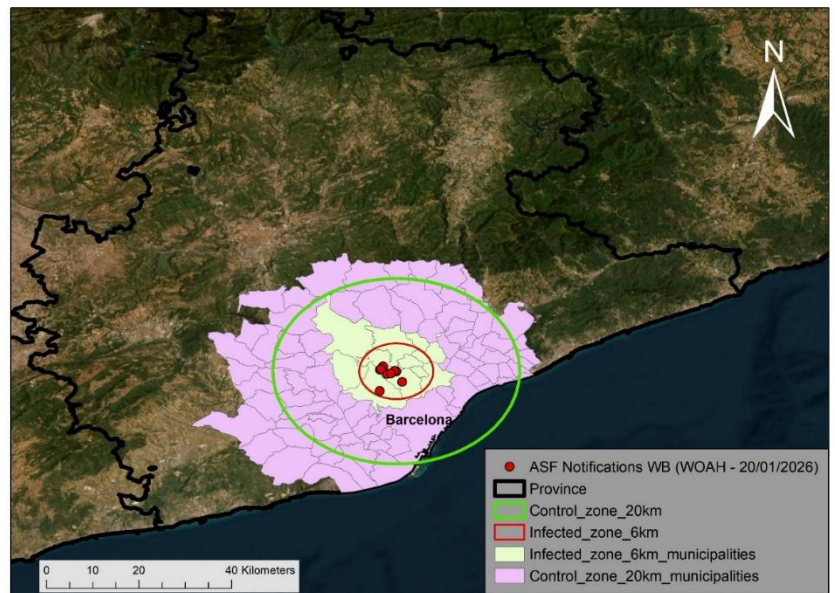 N
Barcelona
ASF Notifications WB (WOAH - 20/01/2026)
Province
Control_zone_20km
Infected_zone_6km
Infected_zone_6km_municipalities
Control_zone_20km_municipalities
0 10 20 40 Kilometers